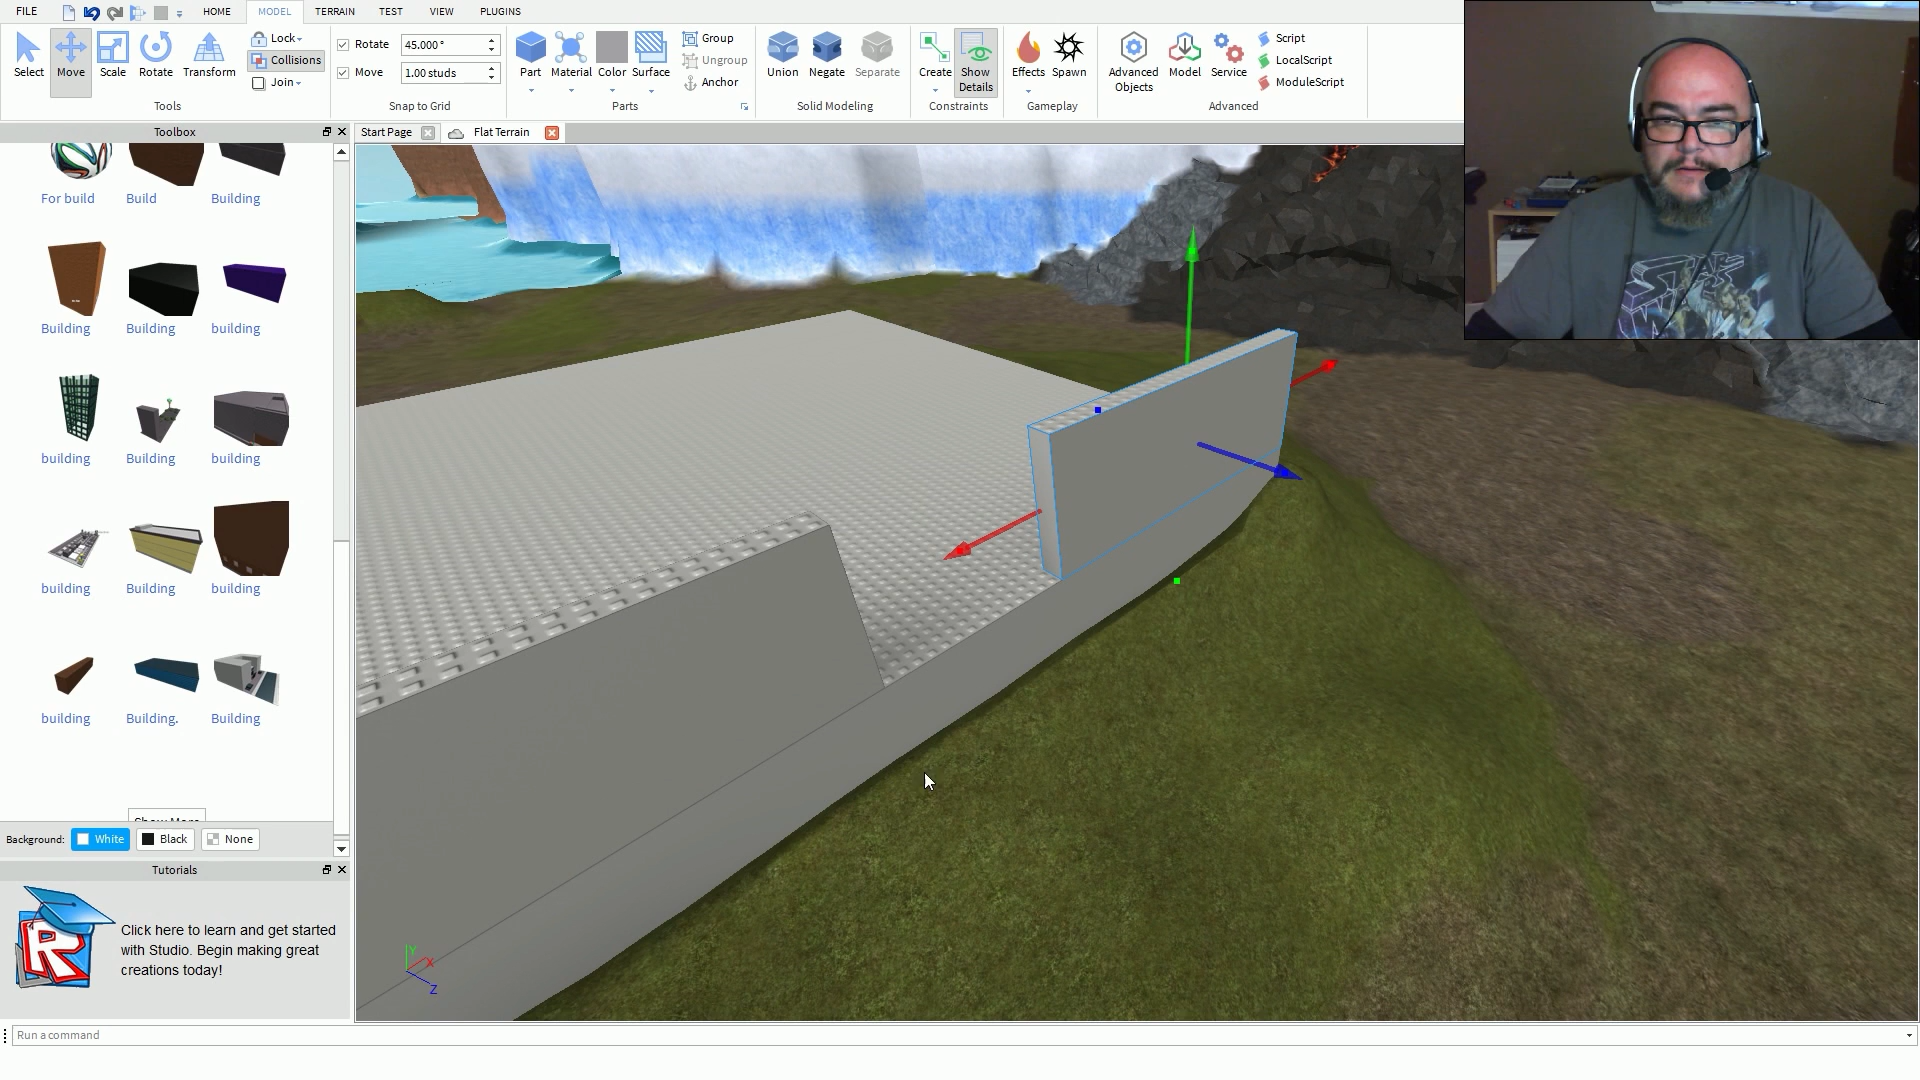 FILE
HOME
MODEL
TERRAIN
TEST
VIEW
PLUGINS
Select
Move
Scale
Rotate
Transform
Lock
Collisions
Join
Tools
Rotate
45.000 °
Move
1.00 studs
Snap to Grid
Part
Material
Color
Surface
Group
Ungroup
Anchor
Parts
Union
Negate
Separate
Solid Modeling
Create
Show
Details
Constraints
Effects
Spawn
Gameplay
Advanced
Objects
Model
Service
Script
LocalScript
ModuleScript
Advanced
Toolbox
Start Page
Flat Terrain
For build
Build
Building
Building
Building
building
building
Building
building
building
Building
building
building
Building.
Building
Show More
Background:
White
Black
None
Tutorials
R
Click here to learn and get started
with Studio. Begin making great
creations today!
Y
X
Z
Run a command
STAR